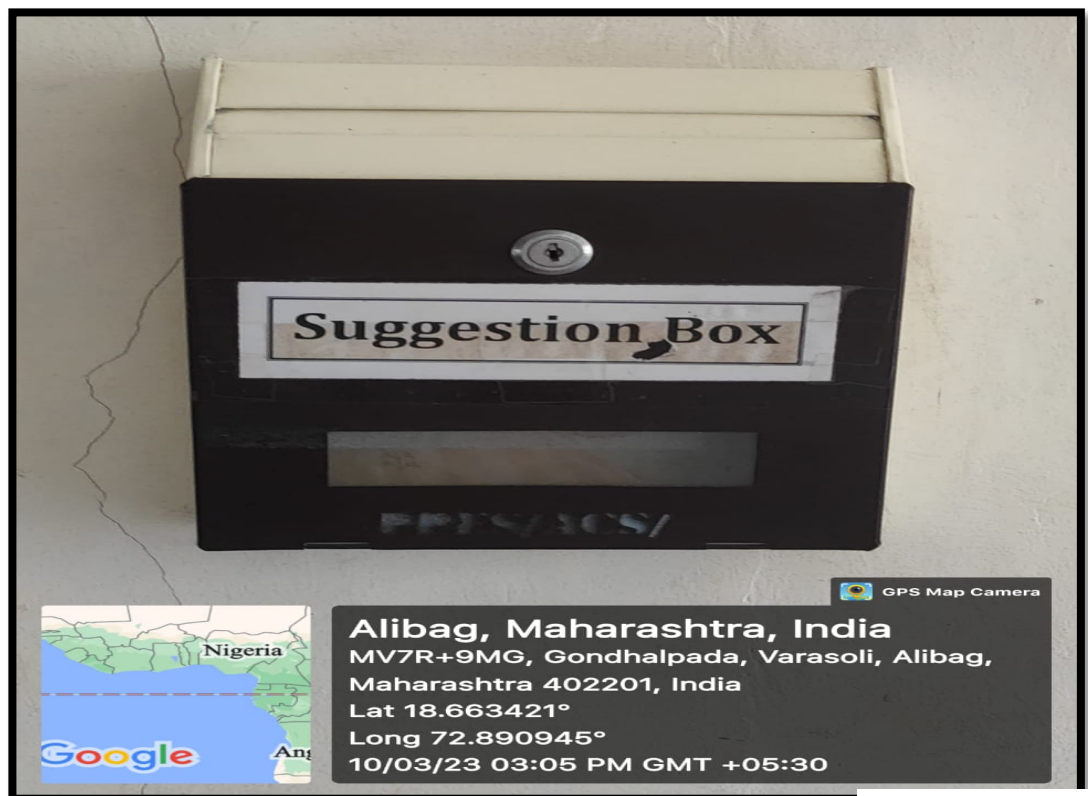 Suggestion Box
GPS Map Camera
Nigeria
Google
Alibag, Maharashtra, India
MV7R+9MG, Gondhalpada, Varasoli, Alibag,
Maharashtra 402201, India
Lat 18.663421°
Long 72.890945°
10/03/23 03:05 PM GMT +05:30